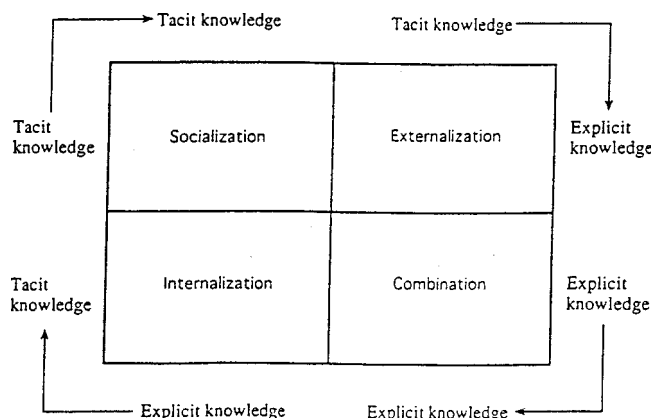 Tacit knowledge
Tacit knowledge
Tacit
knowledge
Socialization
Externalization
Explicit
knowledge
Tacit
knowledge
Internalization
Combination
Explicit
knowledge
Explicit knowledge
Explicit knowledge